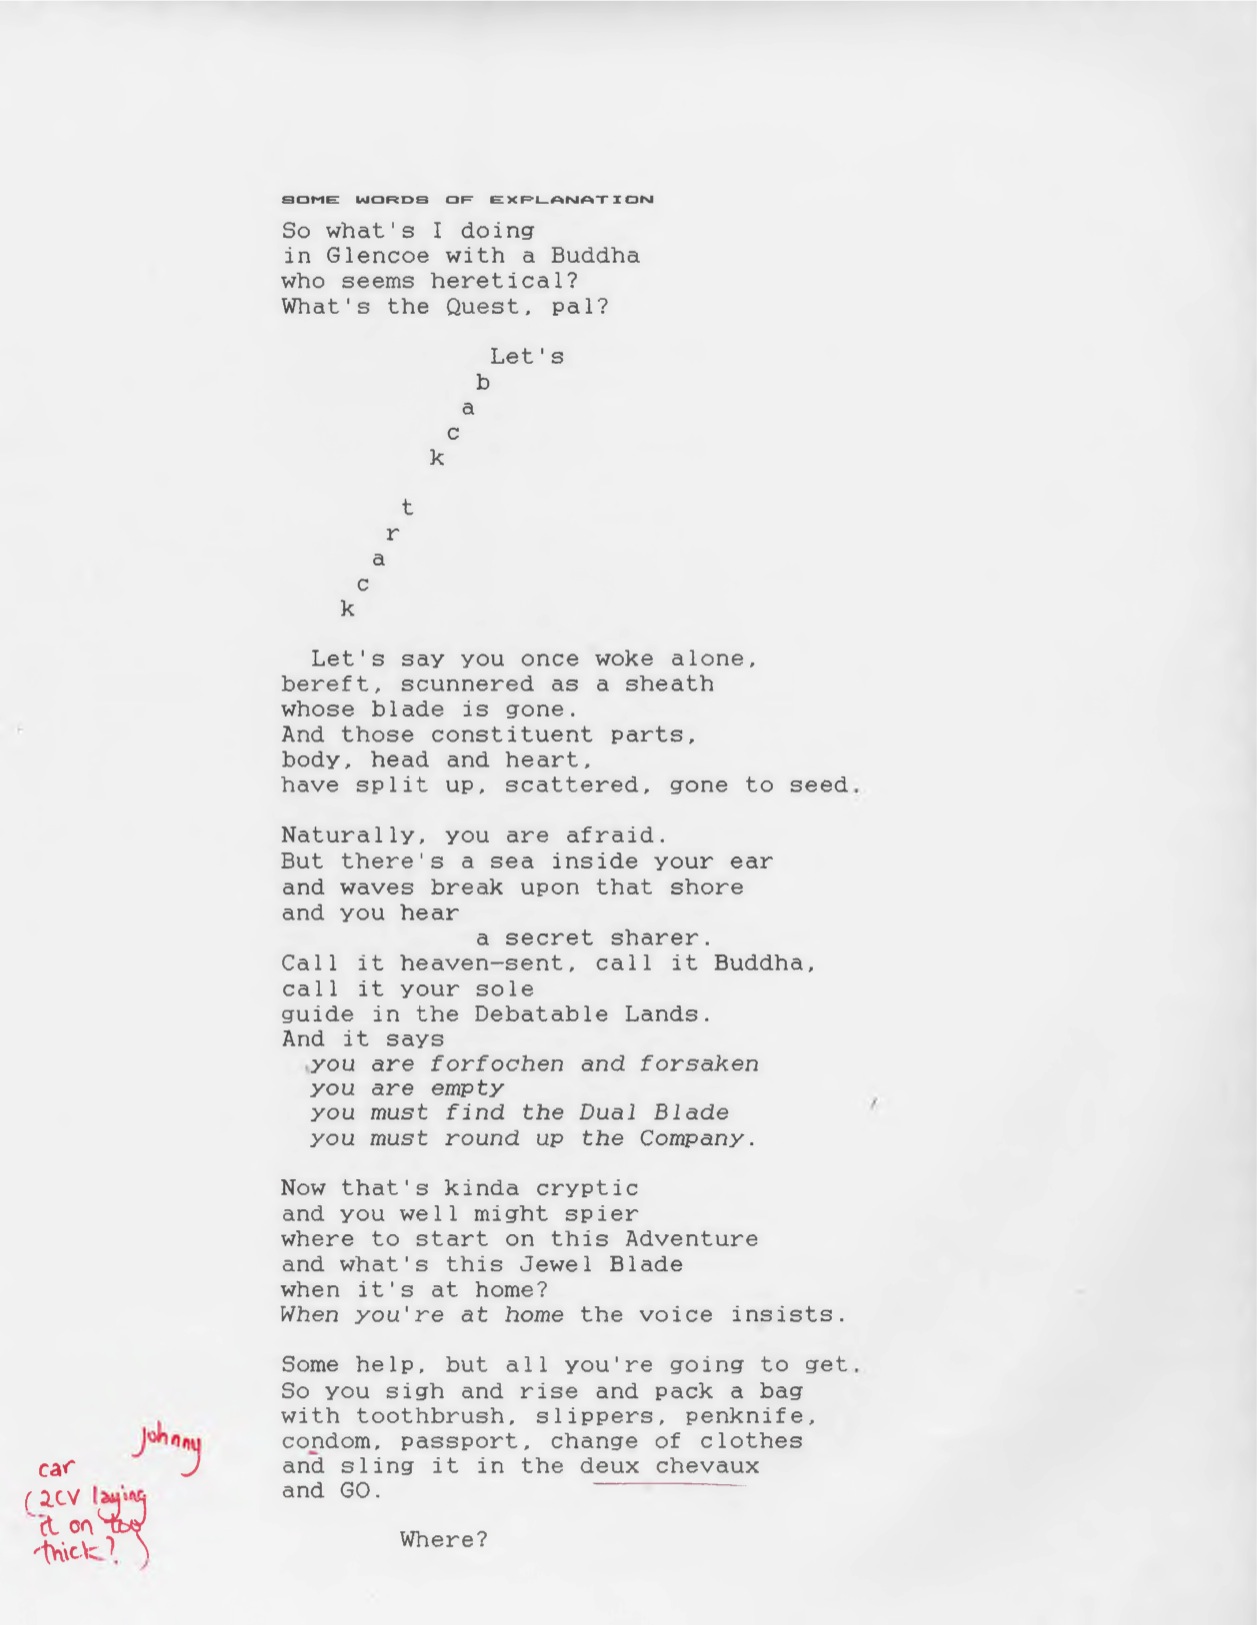 SOME WORDS OF EXPLANATION
So what's I doing
in Glencoe with a Buddha
who seems heretical?
What's the Quest, pal?
Let's
b
a
c
k
t
r
a
c
k
Let's say you once woke alone,
bereft, scunnered as a sheath
whose blade is gone.
And those constituent parts,
body, head and heart,
have split up, scattered, gone to seed.
Naturally, you are afraid.
But there's a sea inside your ear
and waves break upon that shore
and you hear
a secret sharer.
Call it heaven-sent, call it Buddha,
call it your sole
guide in the Debatable Lands.
And it says
you are forfochen and forsaken
you are empty
you must find the Dual Blade
you must round up the Company.
Now that's kinda cryptic
and you well might spier
where to start on this Adventure
and what's this Jewel Blade
when it's at home?
When you're at home the voice insists.
Some help, but all you're going to get.
So you sigh and rise and pack a bag
with toothbrush, slippers, penknife,
condom, passport, change of clothes
and sling it in the deux chevaux
and GO.
Where?
johnny
car
(2CV laying
it on too
thick?)